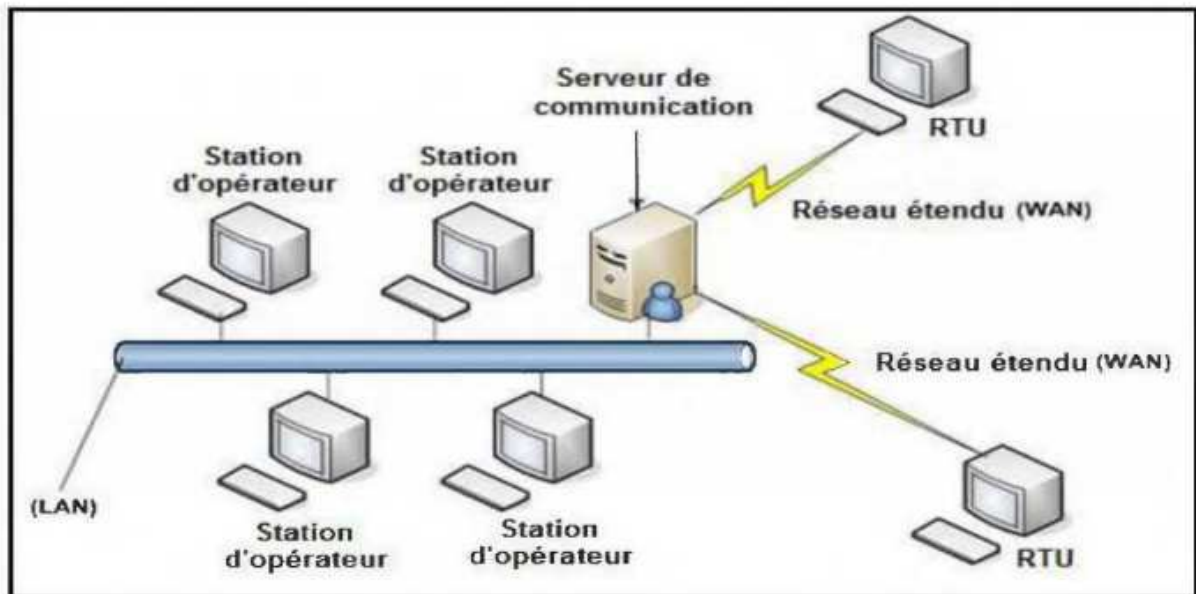 Serveur de
communication
RTU
Station
d'opérateur
Station
d'opérateur
Réseau étendu (WAN)
Réseau étendu (WAN)
(LAN)
Station
d'opérateur
Station
d'opérateur
RTU